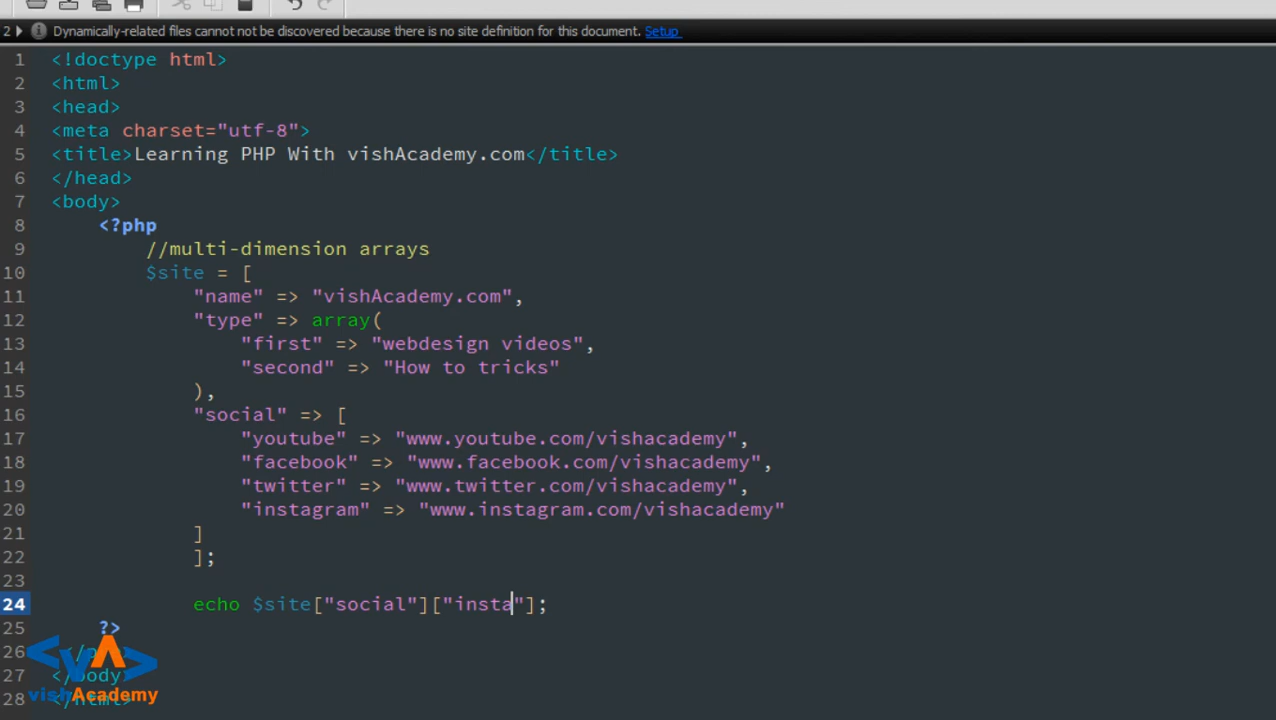 2 Dynamically-related files cannot not be discovered because there is no site definition for this document. Setup
1 <!doctype html>
2 <html>
3 <head>
4 <meta charset="utf-8">
5 <title>Learning PHP With vishAcademy.com</title>
6 </head>
7 <body>
8 <?php
9 //multi-dimension arrays
10 $site = [
11 "name" => "vishAcademy.com",
12 "type" => array(
13 "first" => "webdesign videos",
14 "second" => "How to tricks"
15 ),
16 "social" => [
17 "youtube" => "www.youtube.com/vishacademy",
18 "facebook" => "www.facebook.com/vishacademy",
19 "twitter" => "www.twitter.com/vishacademy",
20 "instagram" => "www.instagram.com/vishacademy"
21 ]
22 ];
23
24 echo $site["social"]["insta"];
25 ?>
26
27 </body>
28 </html>
vishAcademy